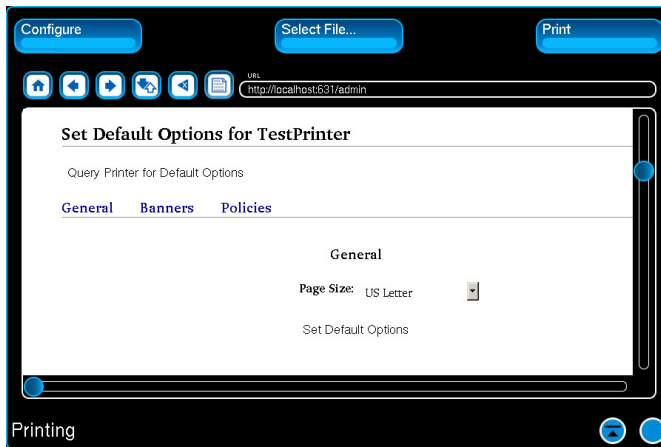 Configure Select File... Print
URL
http://localhost:631/admin
Set Default Options for TestPrinter
Query Printer for Default Options
General Banners Policies
General
Page Size: US Letter
Set Default Options
Printing